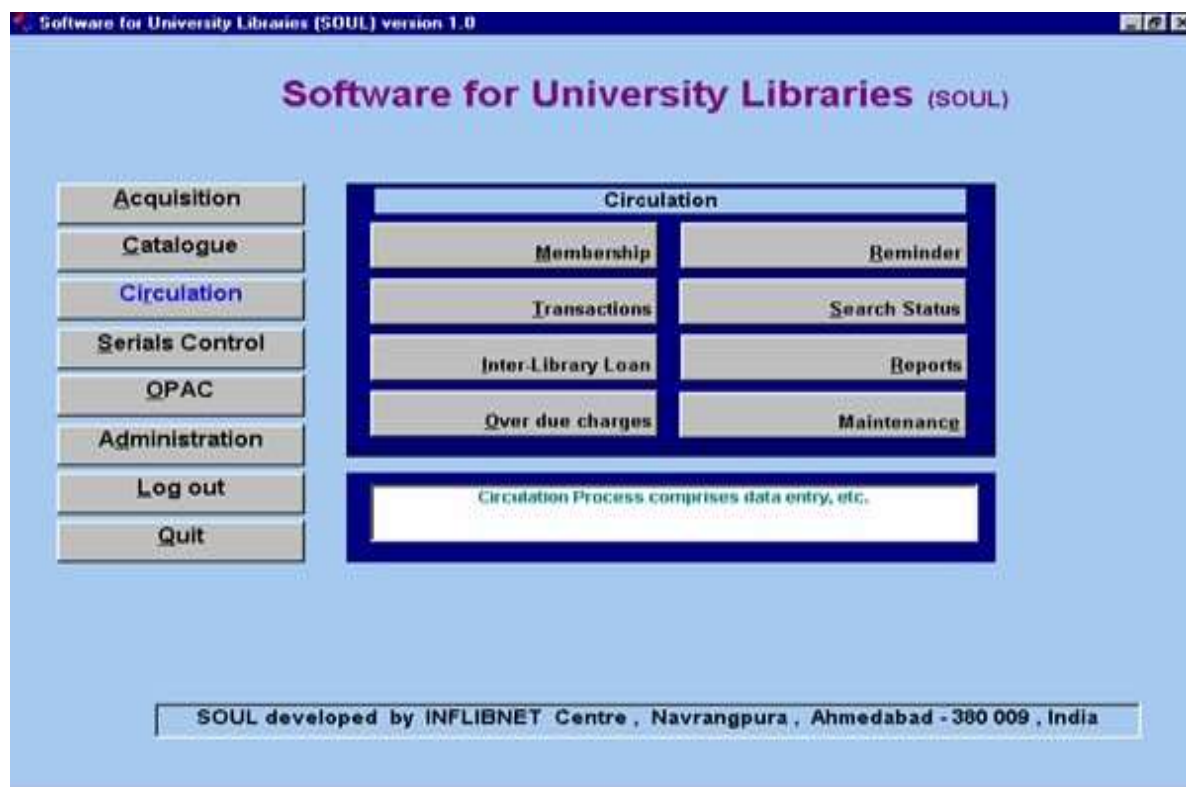 Software for University Libraries (SOUL) version 1.0
Software for University Libraries (SOUL)
Acquisition
Catalogue
Circulation
Serials Control
OPAC
Administration
Log out
Quit
Circulation
Membership
Reminder
Transactions
Search Status
Inter-Library Loan
Reports
Over due charges
Maintenance
Circulation Process comprises data entry, etc.
SOUL developed by INFLIBNET Centre , Navrangpura , Ahmedabad - 380 009 , India